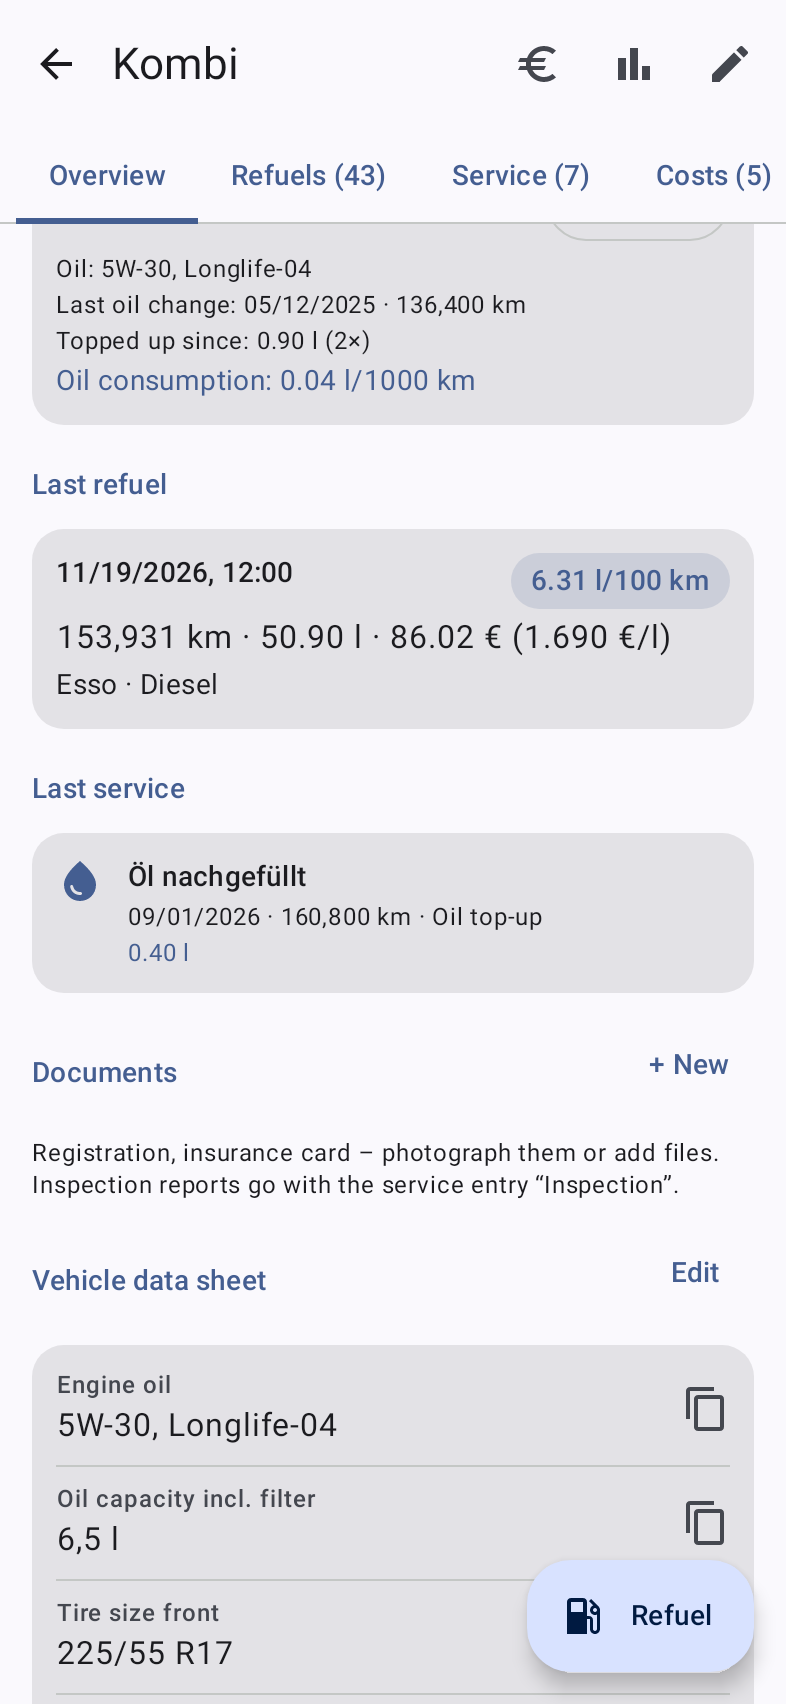 Kombi
Overview
Refuels (43)
Service (7)
Costs (5)
Oil: 5W-30, Longlife-04
Last oil change: 05/12/2025 · 136,400 km
Topped up since: 0.90 l (2×)
Oil consumption: 0.04 l/1000 km
Last refuel
11/19/2026, 12:00
6.31 l/100 km
153,931 km · 50.90 l · 86.02 € (1.690 €/l)
Esso · Diesel
Last service
Öl nachgefüllt
09/01/2026 · 160,800 km · Oil top-up
0.40 l
Documents
+ New
Registration, insurance card – photograph them or add files.
Inspection reports go with the service entry “Inspection”.
Vehicle data sheet
Edit
Engine oil
5W-30, Longlife-04
Oil capacity incl. filter
6,5 l
Tire size front
225/55 R17
Refuel